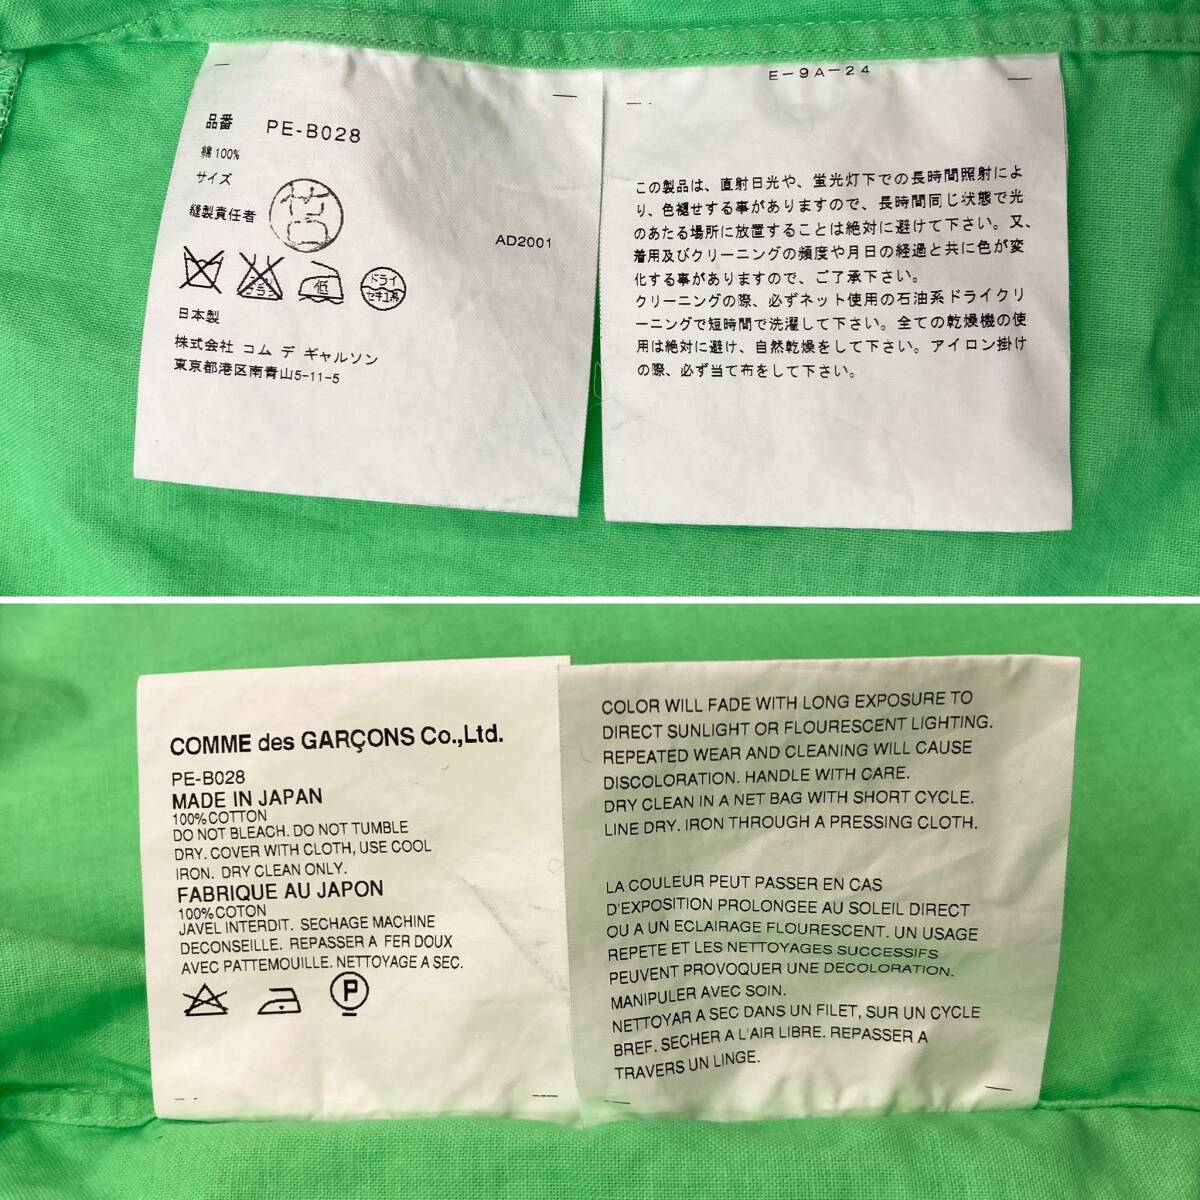 品番 PE-B028
綿100%
サイズ
縫製責任者
AD2001
低
ドライ
セキユ系
日本製
株式会社 コム デ ギャルソン
東京都港区南青山5-11-5
E-9A-24
この製品は、直射日光や、蛍光灯下での長時間照射によ
り、色褪せする事がありますので、長時間同じ状態で光
のあたる場所に放置することは絶対に避けて下さい。又、
着用及びクリーニングの頻度や月日の経過と共に色が変
化する事がありますので、ご了承下さい。
クリーニングの際、必ずネット使用の石油系ドライクリ
ーニングで短時間で洗濯して下さい。全ての乾燥機の使
用は絶対に避け、自然乾燥をして下さい。アイロン掛け
の際、必ず当て布をして下さい。
COMME des GARÇONS Co.,Ltd.
PE-B028
MADE IN JAPAN
100%COTTON
DO NOT BLEACH. DO NOT TUMBLE
DRY. COVER WITH CLOTH, USE COOL
IRON. DRY CLEAN ONLY.
FABRIQUE AU JAPON
100%COTON
JAVEL INTERDIT. SECHAGE MACHINE
DECONSEILLE. REPASSER A FER DOUX
AVEC PATTEMOUILLE. NETTOYAGE A SEC.
P
COLOR WILL FADE WITH LONG EXPOSURE TO
DIRECT SUNLIGHT OR FLOURESCENT LIGHTING.
REPEATED WEAR AND CLEANING WILL CAUSE
DISCOLORATION. HANDLE WITH CARE.
DRY CLEAN IN A NET BAG WITH SHORT CYCLE.
LINE DRY. IRON THROUGH A PRESSING CLOTH.
LA COULEUR PEUT PASSER EN CAS
D'EXPOSITION PROLONGEE AU SOLEIL DIRECT
OU A UN ECLAIRAGE FLOURESCENT. UN USAGE
REPETE ET LES NETTOYAGES SUCCESSIFS
PEUVENT PROVOQUER UNE DECOLORATION.
MANIPULER AVEC SOIN.
NETTOYAR A SEC DANS UN FILET, SUR UN CYCLE
BREF. SECHER A L'AIR LIBRE. REPASSER A
TRAVERS UN LINGE.